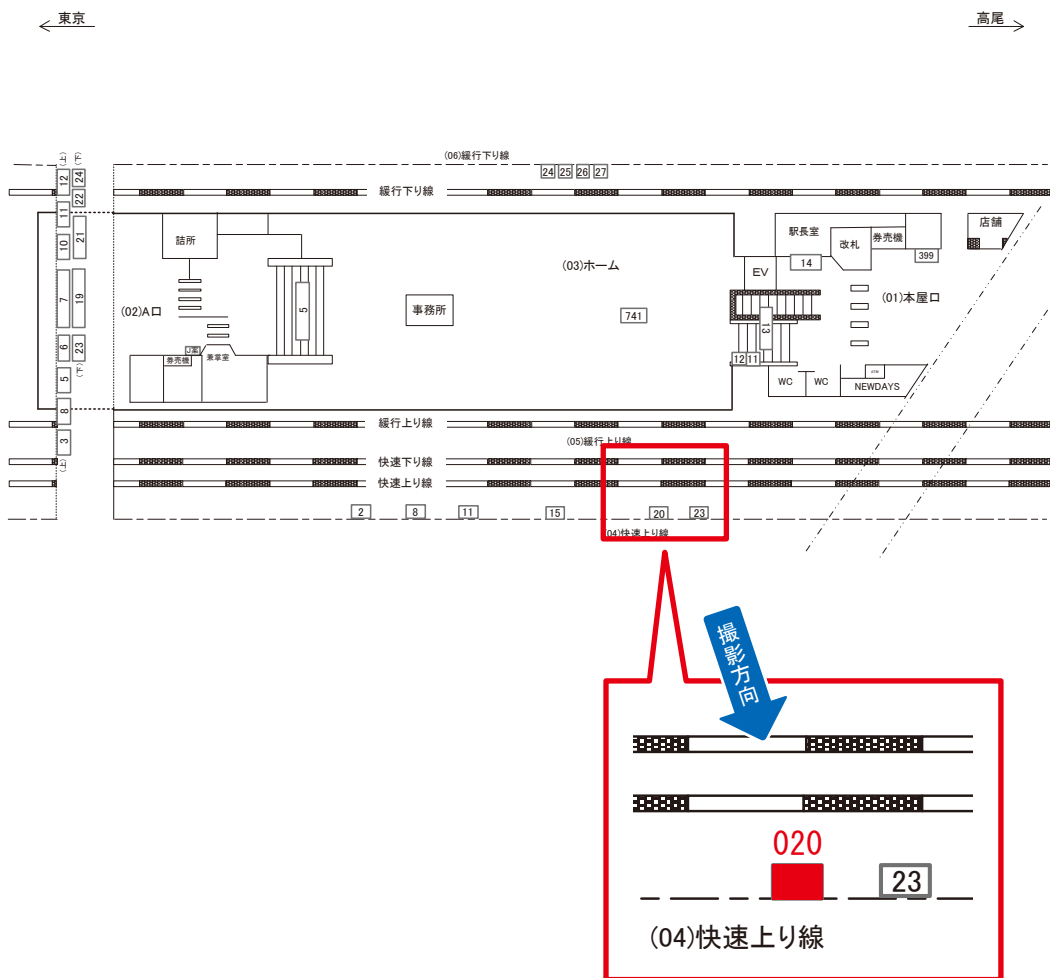 東京
高尾
(06)緩行下り線
(上)
(下)
12
24
24
25
26
27
22
緩行下り線
11
21
10
詰所
駅長室
改札
券売機
店舗
399
14
(03)ホーム
EV
7
19
(02)A口
5
事務所
741
13
(01)本屋口
6
23
(下)
券売機
兼掌室
12
11
5
WC
WC
NEWDAYS
8
緩行上り線
3
(05)緩行上り線
(上)
快速下り線
快速上り線
2
8
11
15
20
23
(04)快速上り線
撮影方向
020
23
(04)快速上り線